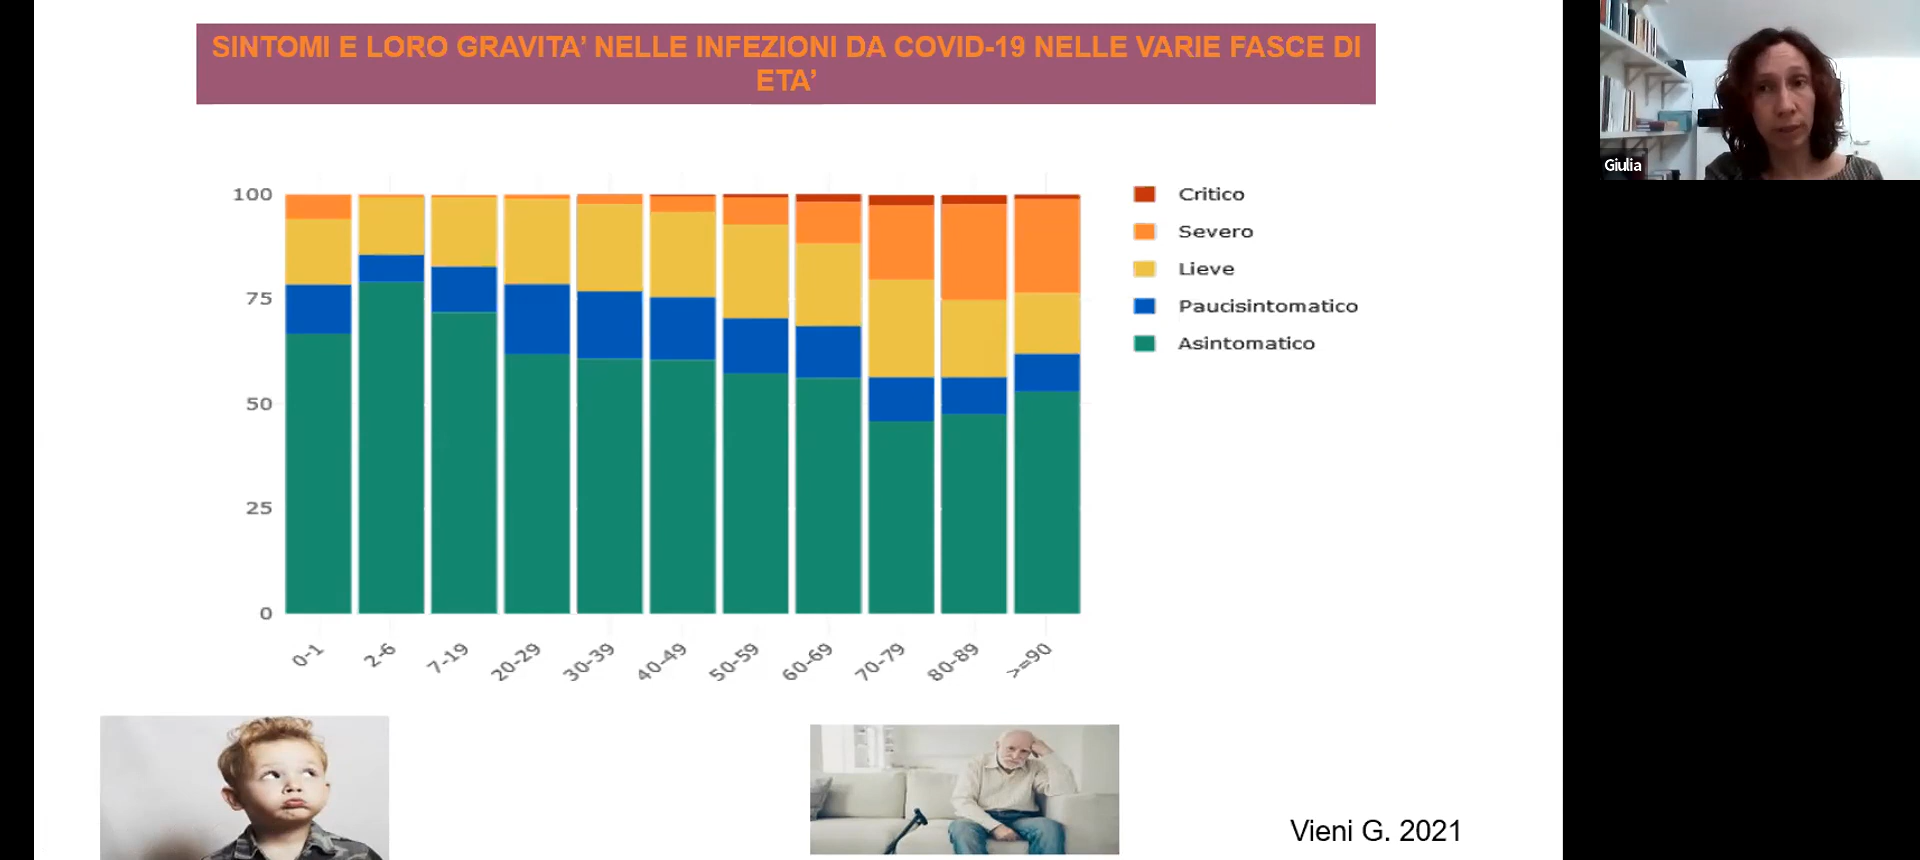 SINTOMI E LORO GRAVITA’ NELLE INFEZIONI DA COVID-19 NELLE VARIE FASCE DI
ETA’
Giulia
100
75
50
25
0
Critico
Severo
Lieve
Paucisintomatico
Asintomatico
0-1
2-6
7-19
20-29
30-39
40-49
50-59
60-69
70-79
80-89
>=90
Vieni G. 2021